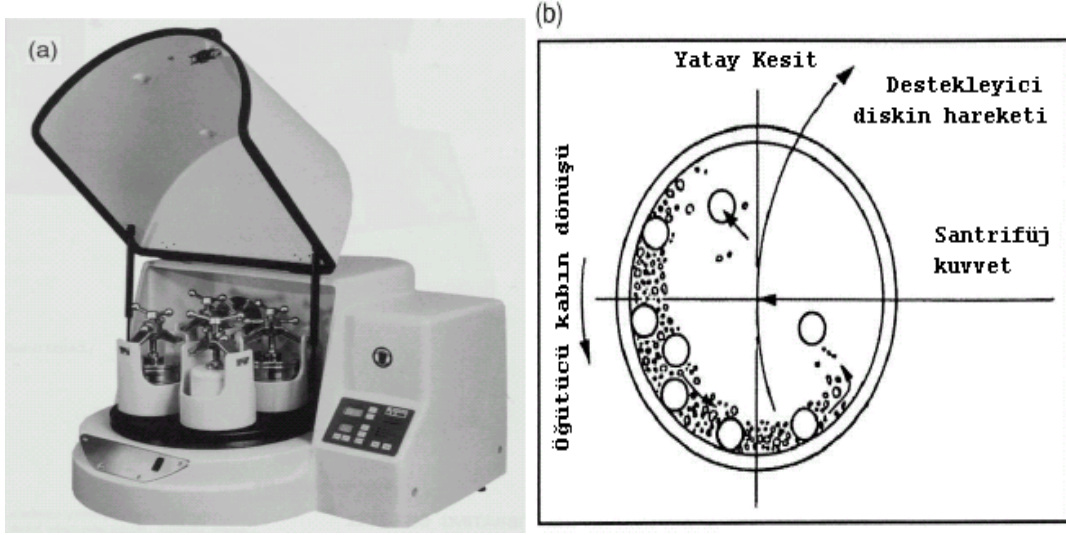 (a)
(b)
Yatay Kesit
Destekleyici
diskin hareketi
Öğütücü kabın dönüşü
Santrifüj
kuvvet